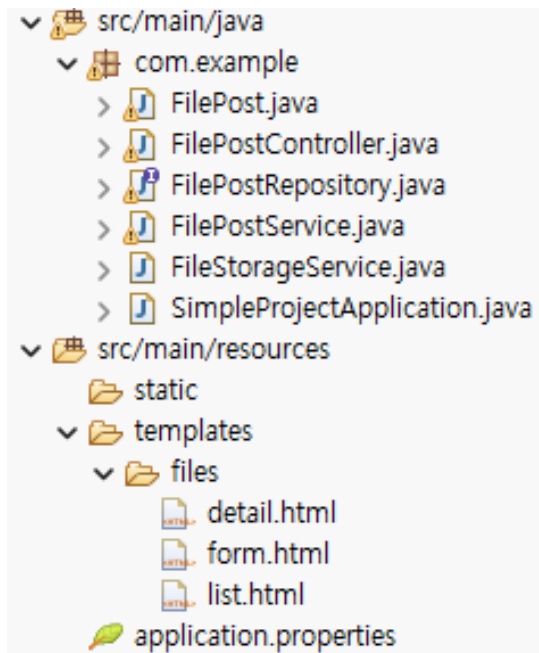 src/main/java
com.example
FilePost.java
FilePostController.java
FilePostRepository.java
FilePostService.java
FileStorageService.java
SimpleProjectApplication.java
src/main/resources
static
templates
files
detail.html
form.html
list.html
application.properties